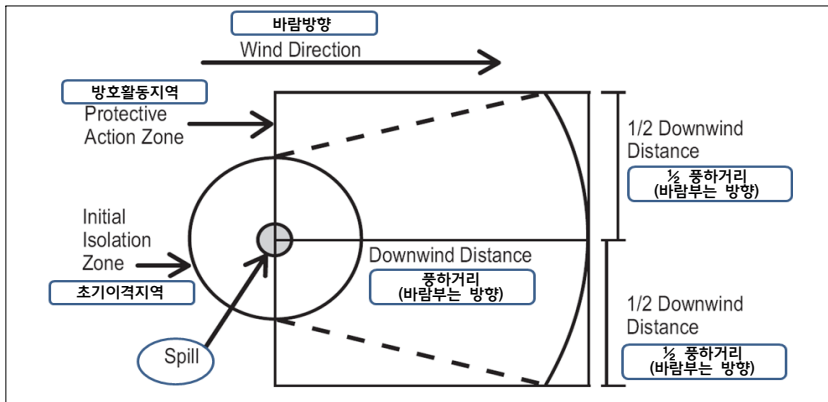 바람방향
Wind Direction
방호활동지역
Protective
Action Zone
1/2 Downwind
Distance
½ 풍하거리
(바람부는 방향)
Initial
Isolation
Zone
초기이격지역
Downwind Distance
풍하거리
(바람부는 방향)
Spill
1/2 Downwind
Distance
½ 풍하거리
(바람부는 방향)